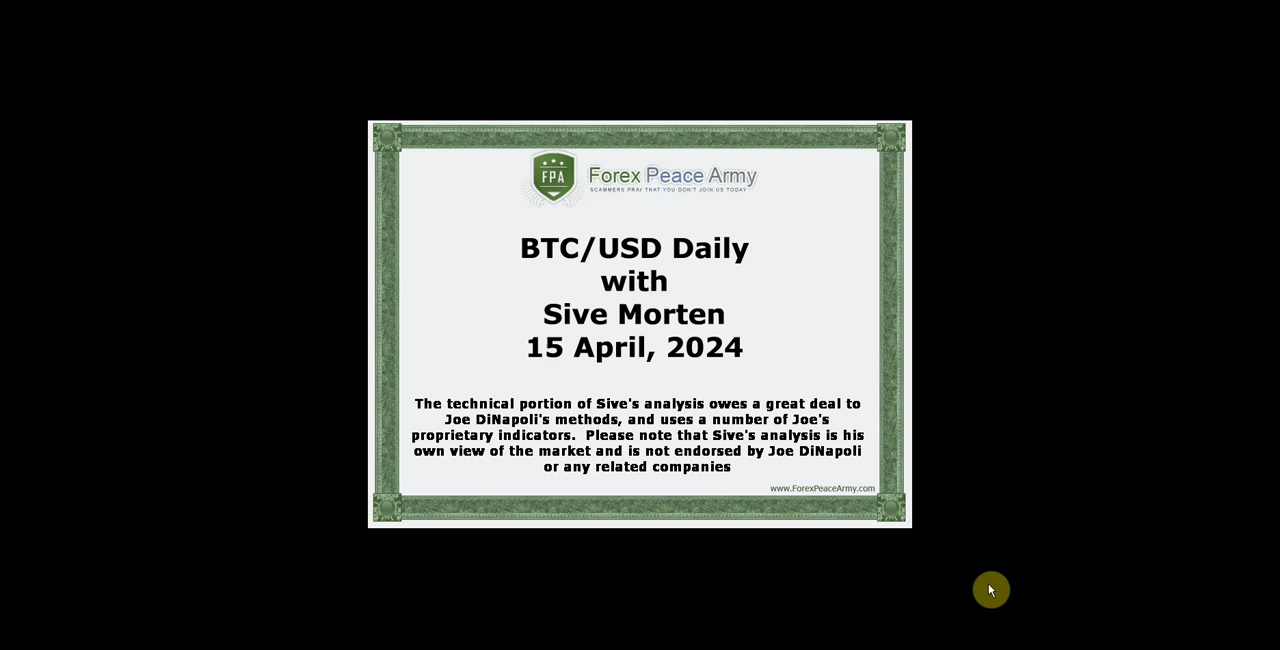 FPA
Forex Peace Army
SCAMMERS PRAY THAT YOU DON'T JOIN US TODAY
BTC/USD Daily
with
Sive Morten
15 April, 2024
The technical portion of Sive's analysis owes a great deal to
Joe DiNapoli's methods, and uses a number of Joe's
proprietary indicators.  Please note that Sive's analysis is his
own view of the market and is not endorsed by Joe DiNapoli
or any related companies
www.ForexPeaceArmy.com